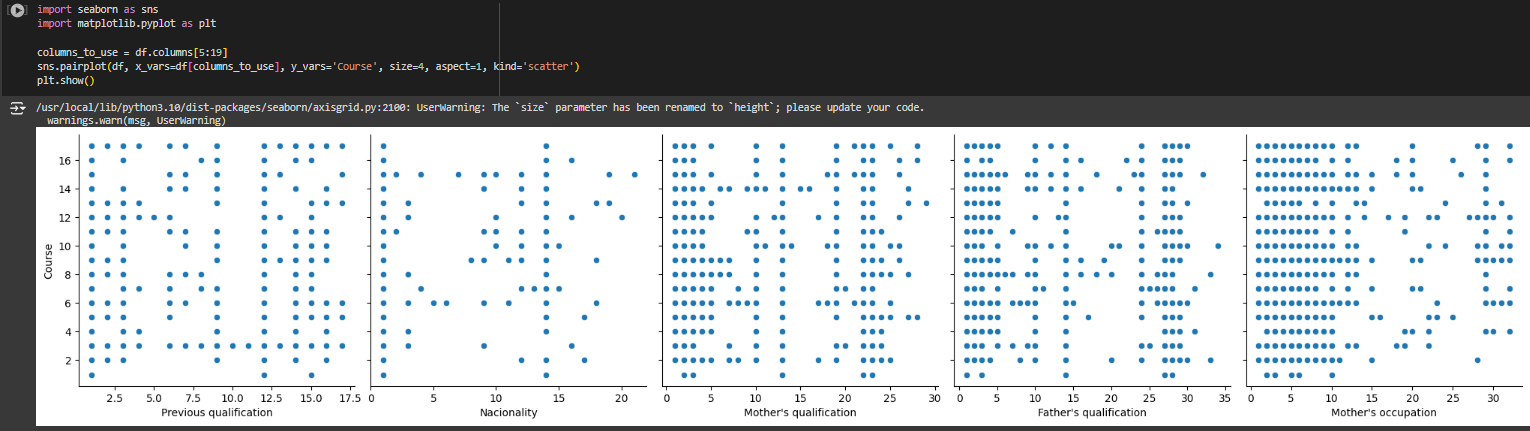 import seaborn as sns
import matplotlib.pyplot as plt
columns_to_use = df.columns[5:19]
sns.pairplot(df, x_vars=df[columns_to_use], y_vars='Course', size=4, aspect=1, kind='scatter')
plt.show()
/usr/local/lib/python3.10/dist-packages/seaborn/axisgrid.py:2100: UserWarning: The `size` parameter has been renamed to `height`; please update your code.
warnings.warn(msg, UserWarning)
16
14
12
10
8
6
4
2
Course
2.5 5.0 7.5 10.0 12.5 15.0 17.5
Previous qualification
0 5 10 15 20
Nacionality
0 5 10 15 20 25 30
Mother's qualification
0 5 10 15 20 25 30 35
Father's qualification
0 5 10 15 20 25 30
Mother's occupation